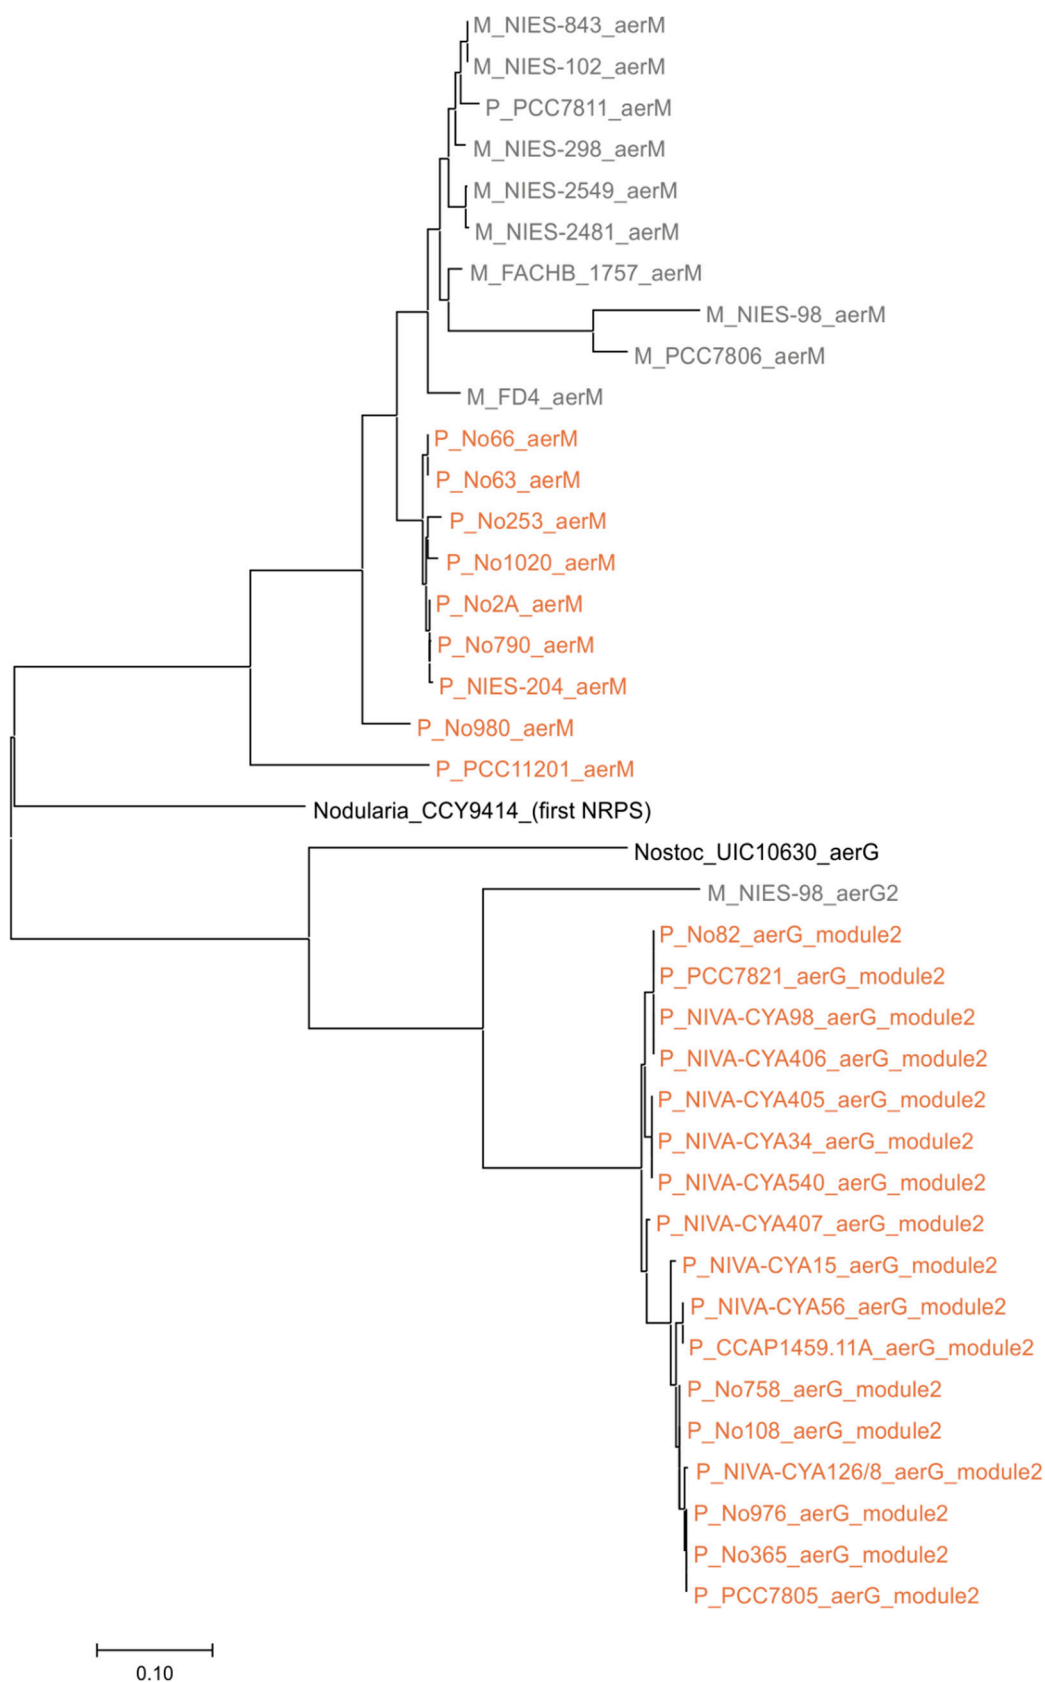 M_NIES-843_aerM
M_NIES-102_aerM
P_PCC7811_aerM
M_NIES-298_aerM
M_NIES-2549_aerM
M_NIES-2481_aerM
M_FACHB_1757_aerM
M_NIES-98_aerM
M_PCC7806_aerM
M_FD4_aerM
P_No66_aerM
P_No63_aerM
P_No253_aerM
P_No1020_aerM
P_No2A_aerM
P_No790_aerM
P_NIES-204_aerM
P_No980_aerM
P_PCC11201_aerM
Nodularia_CCY9414_(first NRPS)
Nostoc_UIC10630_aerG
M_NIES-98_aerG2
P_No82_aerG_module2
P_PCC7821_aerG_module2
P_NIVA-CYA98_aerG_module2
P_NIVA-CYA406_aerG_module2
P_NIVA-CYA405_aerG_module2
P_NIVA-CYA34_aerG_module2
P_NIVA-CYA540_aerG_module2
P_NIVA-CYA407_aerG_module2
P_NIVA-CYA15_aerG_module2
P_NIVA-CYA56_aerG_module2
P_CCAP1459.11A_aerG_module2
P_No758_aerG_module2
P_No108_aerG_module2
P_NIVA-CYA126/8_aerG_module2
P_No976_aerG_module2
P_No365_aerG_module2
P_PCC7805_aerG_module2
0.10